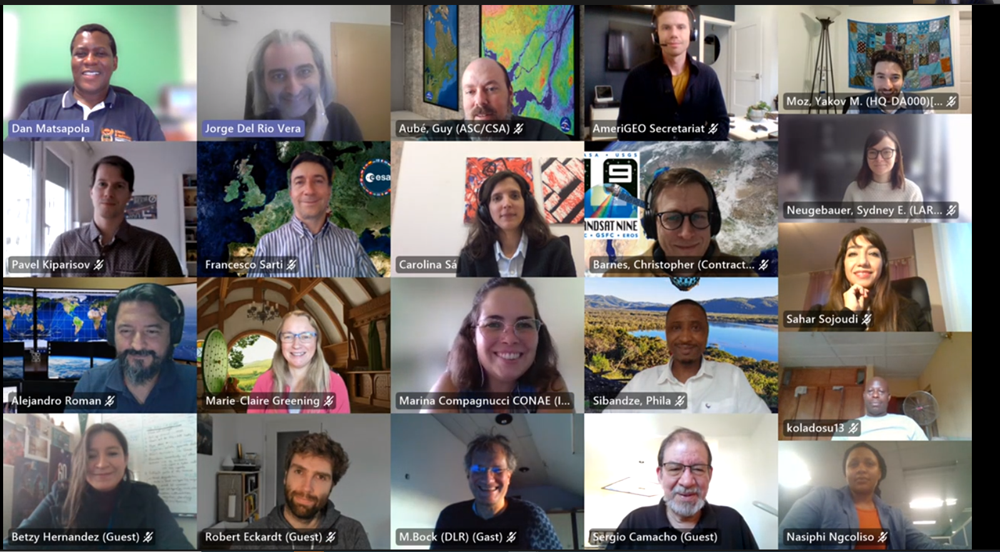 Dan Matsapola
Jorge Del Rio Vera
Aubé, Guy (ASC/CSA)
AmeriGEO Secretariat
Moz, Yakov M. (HQ-DA000)[...
Neugebauer, Sydney E. (LAR...
Pavel Kiparisov
esa
Francesco Sarti
Carolina Sá
ASA • USGS
9
NDSAT NINE
C • GSFC • EROS
Barnes, Christopher (Contract...
Sahar Sojoudi
Alejandro Roman
Marie-Claire Greening
Marina Compagnucci CONAE (I...
Sibandze, Phila
koladosu13
Betzy Hernandez (Guest)
Robert Eckardt (Guest)
M.Bock (DLR) (Gast)
Sergio Camacho (Guest)
Nasiphi Ngcoliso